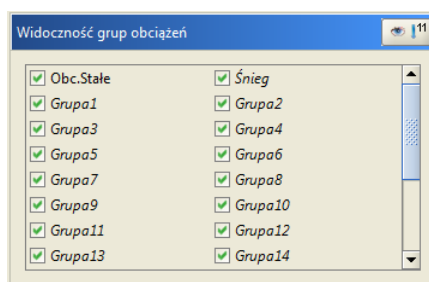 Widoczność grup obciążeń 11
Obc.Stałe Śnieg
Grupa1 Grupa2
Grupa3 Grupa4
Grupa5 Grupa6
Grupa7 Grupa8
Grupa9 Grupa10
Grupa11 Grupa12
Grupa13 Grupa14